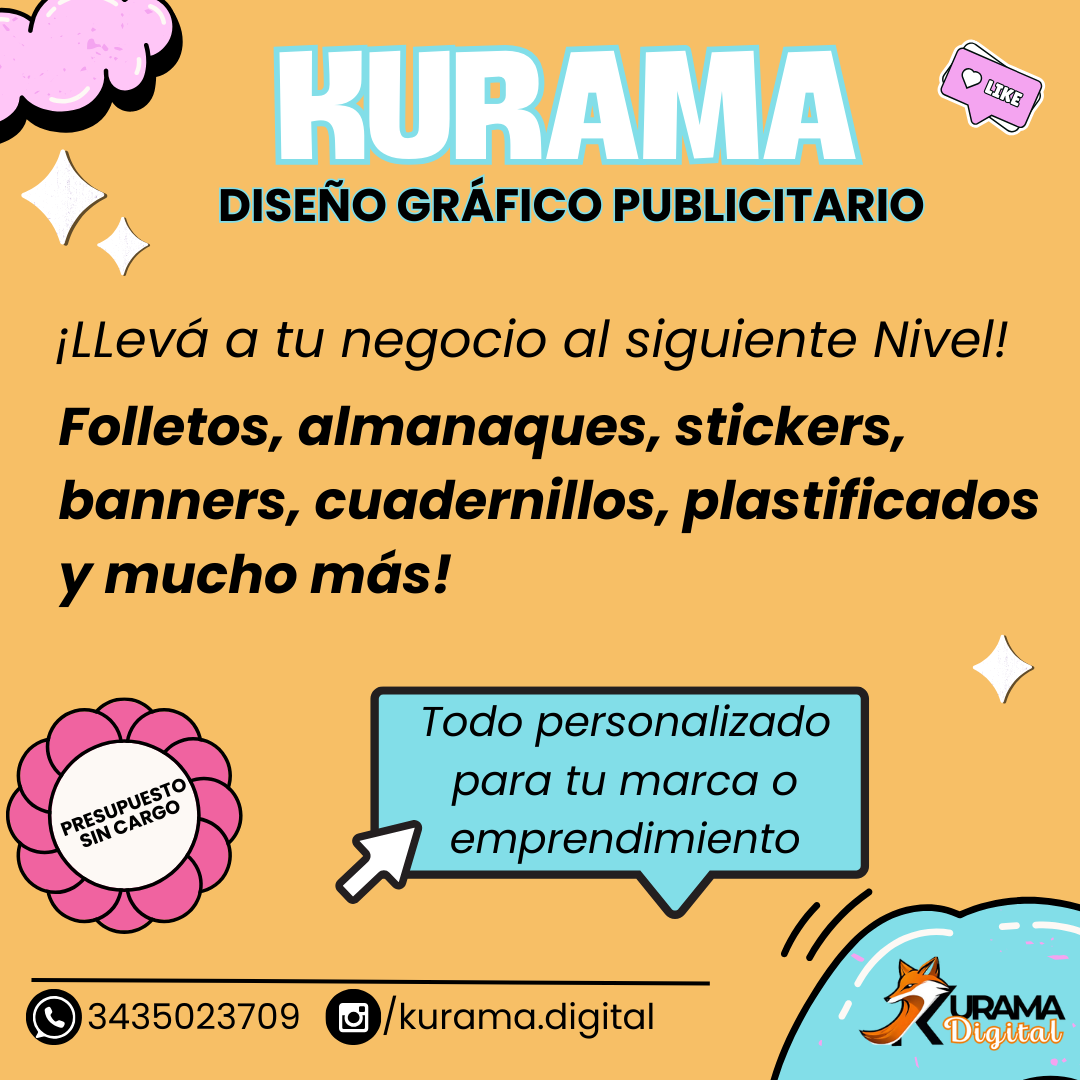 KURAMA
LIKE
DISEÑO GRÁFICO PUBLICITARIO
¡LLevá a tu negocio al siguiente Nivel!
Folletos, almanaques, stickers,
banners, cuadernillos, plastificados
y mucho más!
PRESUPUESTO
SIN CARGO
Todo personalizado
para tu marca o
emprendimiento
3435023709
/kurama.digital
KURAMA
Digital